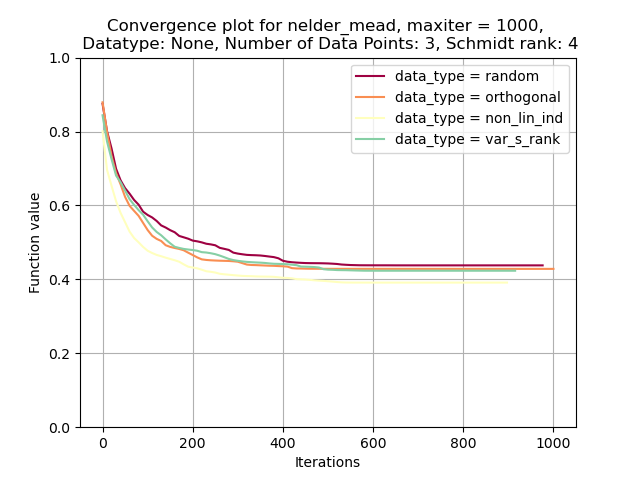 Convergence plot for nelder_mead, maxiter = 1000,
Datatype: None, Number of Data Points: 3, Schmidt rank: 4
data_type = random
data_type = orthogonal
data_type = non_lin_ind
data_type = var_s_rank
Function value
1.0
0.8
0.6
0.4
0.2
0.0
0 200 400 600 800 1000
Iterations